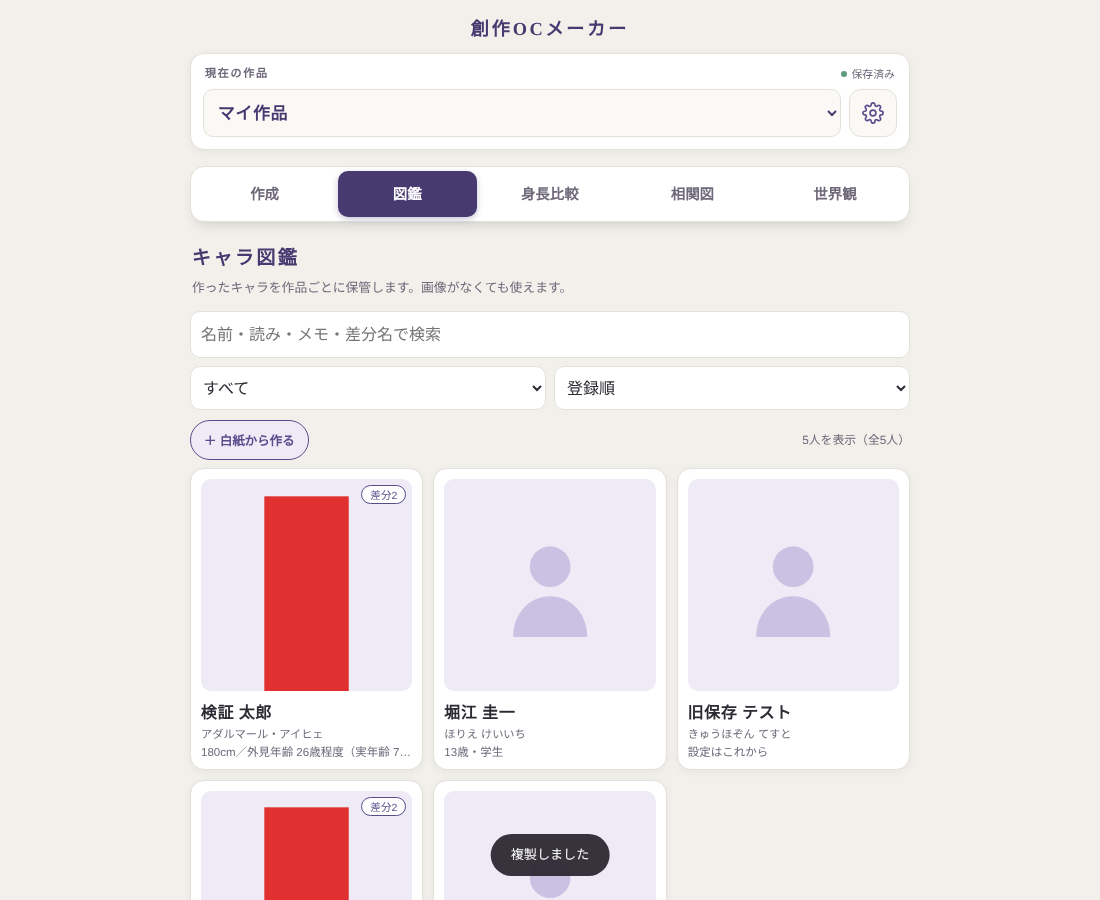 創作OCメーカー
現在の作品
保存済み
マイ作品
作成
図鑑
身長比較
相関図
世界観
キャラ図鑑
作ったキャラを作品ごとに保管します。画像がなくても使えます。
名前・読み・メモ・差分名で検索
すべて
登録順
＋ 白紙から作る
5人を表示（全5人）
差分2
検証 太郎
アダルマール・アイヒェ
180cm／外見年齢 26歳程度（実年齢 7…
堀江 圭一
ほりえ けいいち
13歳・学生
旧保存 テスト
きゅうほぞん てすと
設定はこれから
差分2
複製しました